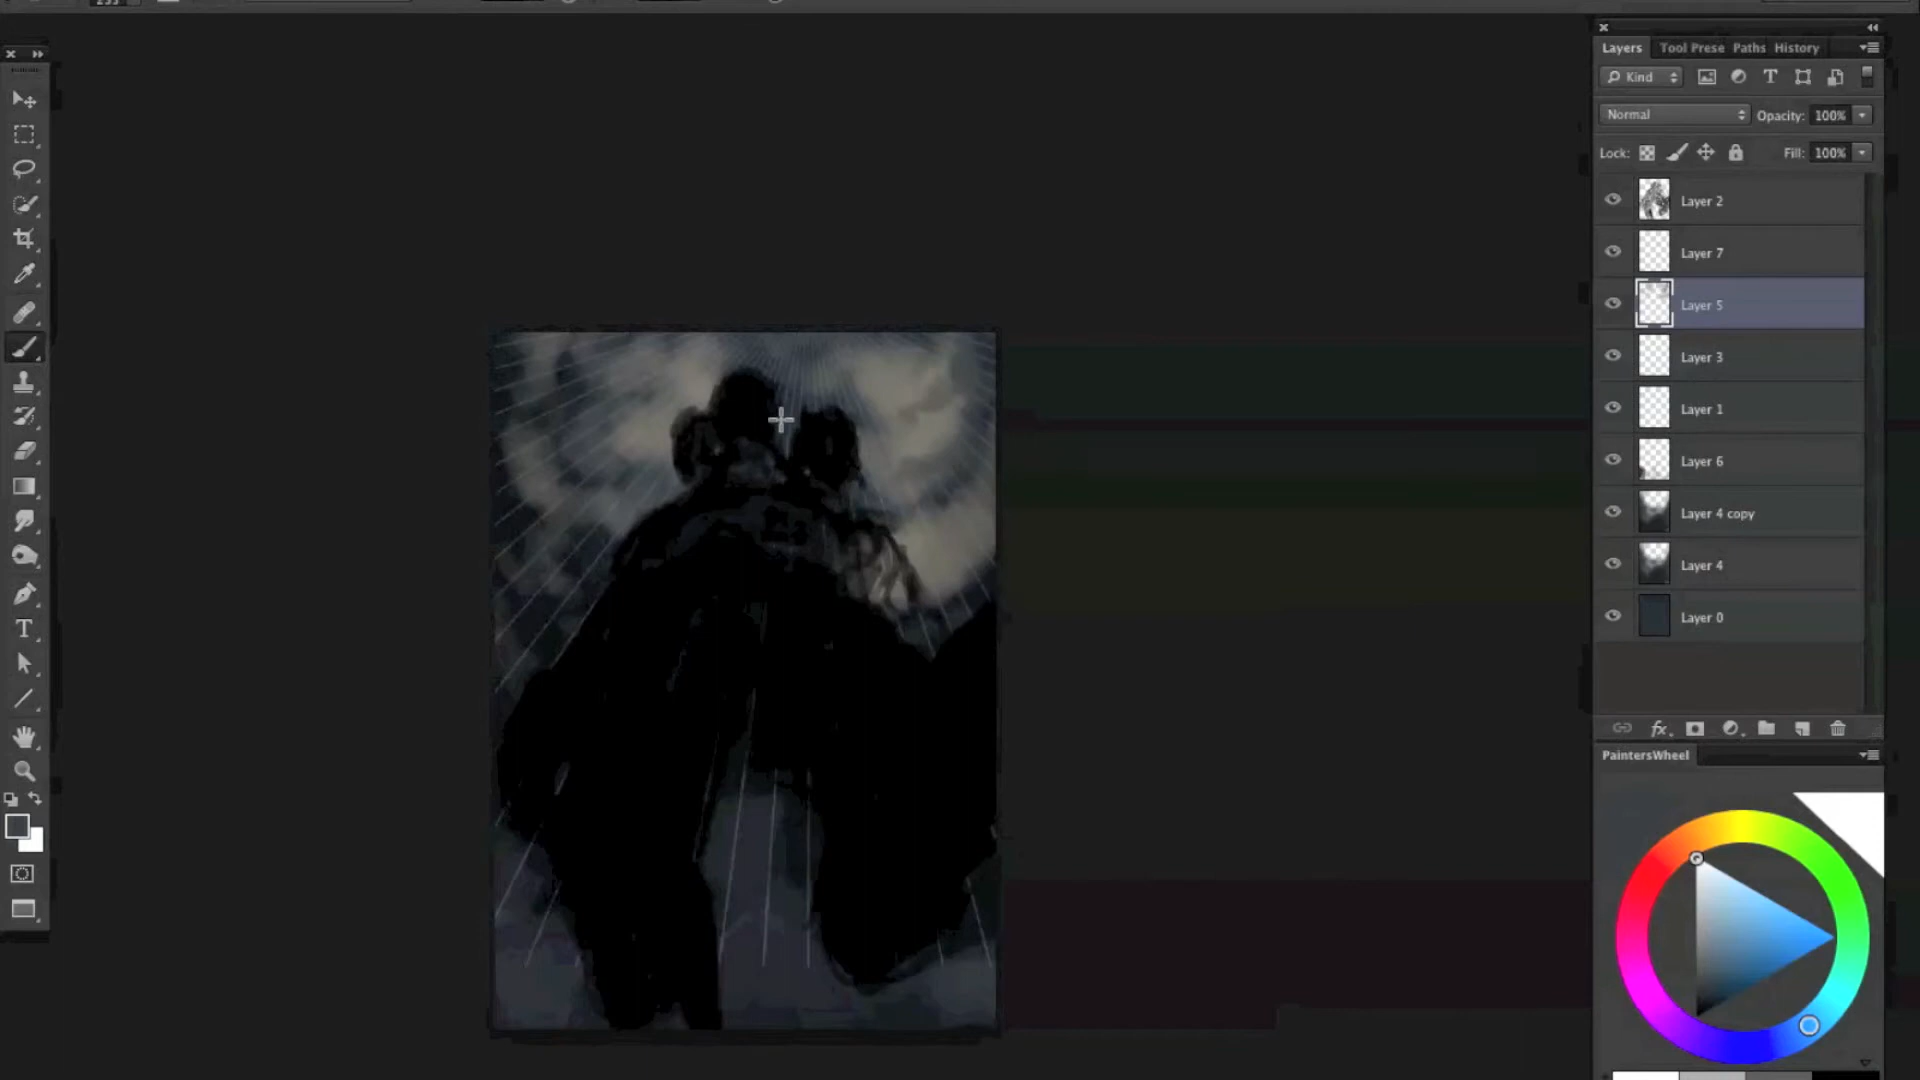 Layers Tool Prese Paths History
Kind
Normal Opacity: 100%
Lock: Fill: 100%
Layer 2
Layer 7
Layer 5
Layer 3
Layer 1
Layer 6
Layer 4 copy
Layer 4
Layer 0
fx
PaintersWheel